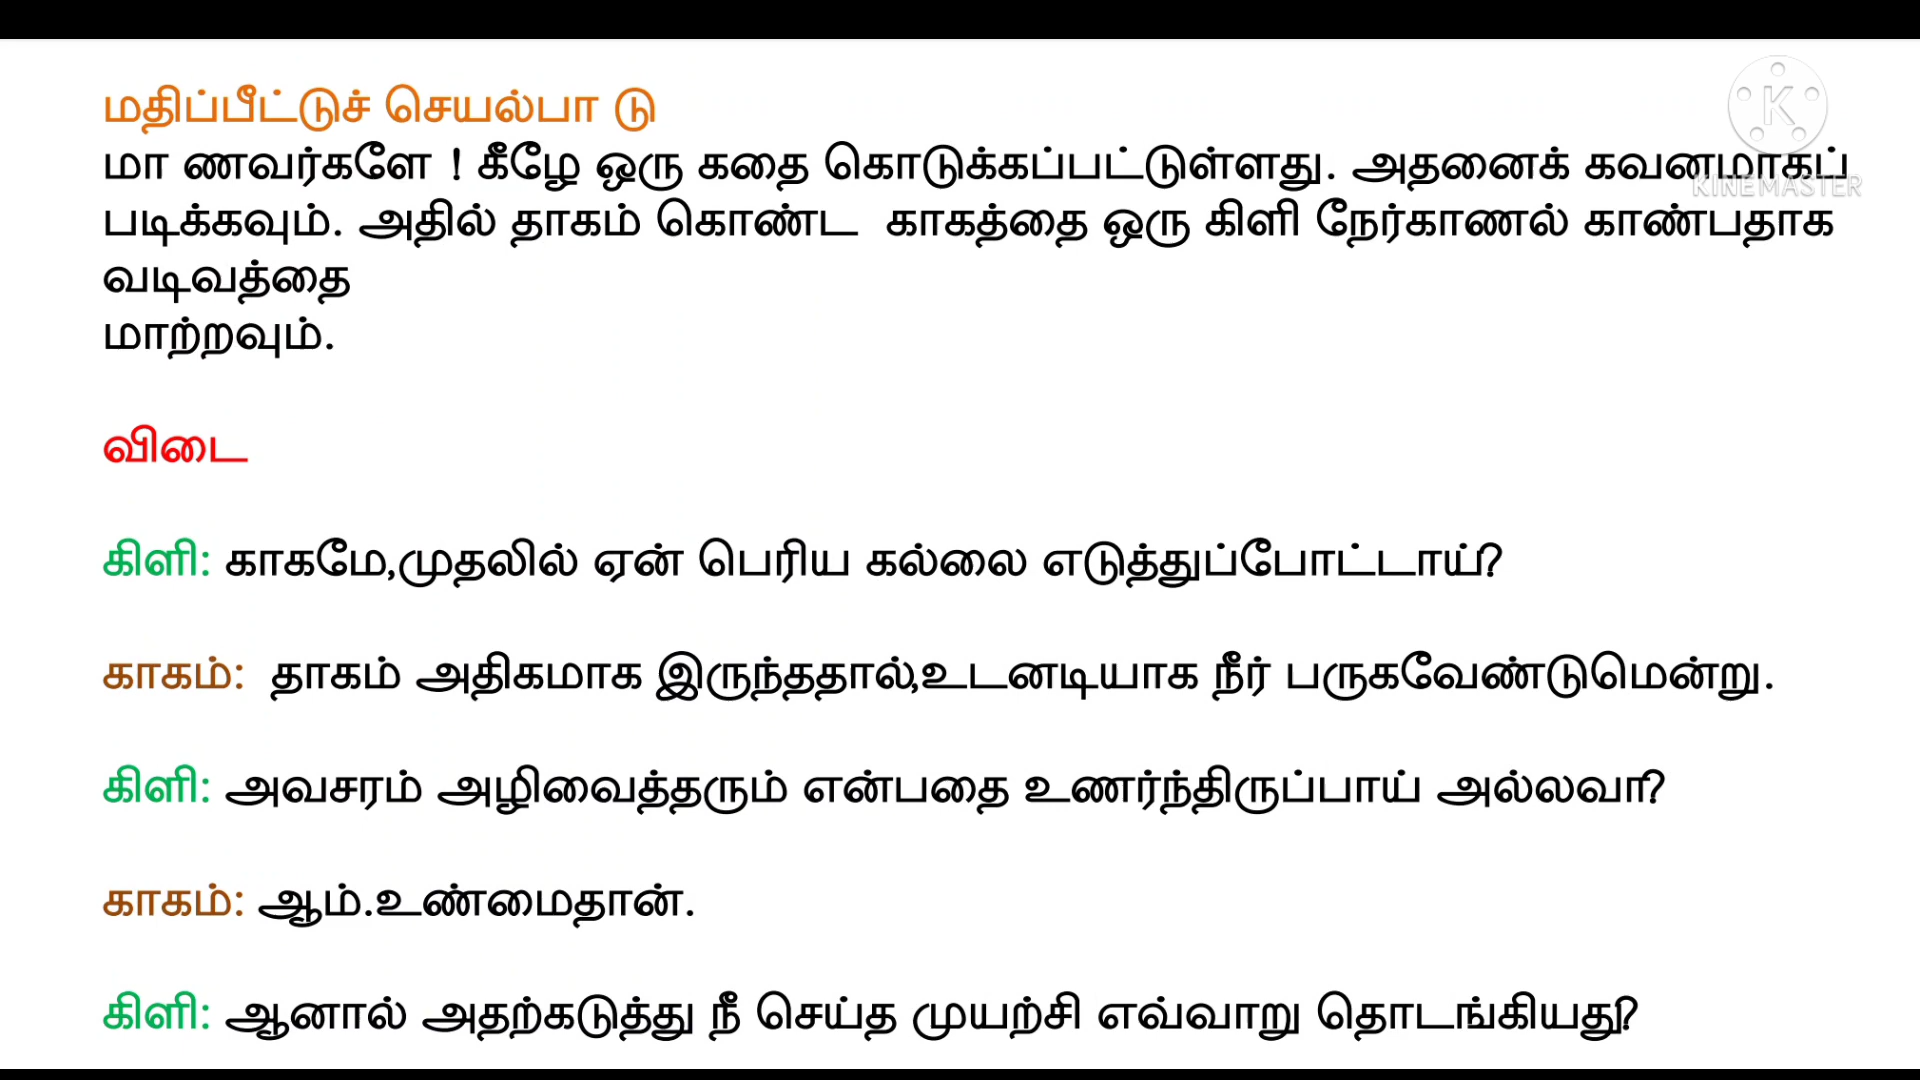 மதிப்பீட்டுச் செயல்பா டு
மா ணவர்களே ! கீழே ஒரு கதை கொடுக்கப்பட்டுள்ளது. அதனைக் கவனமாகப்
KINEMASTER
படிக்கவும். அதில் தாகம் கொண்ட காகத்தை ஒரு கிளி நேர்காணல் காண்பதாக
வடிவத்தை
மாற்றவும்.
விடை
கிளி: காகமே,முதலில் ஏன் பெரிய கல்லை எடுத்துப்போட்டாய்?
காகம்: தாகம் அதிகமாக இருந்ததால்,உடனடியாக நீர் பருகவேண்டுமென்று.
கிளி: அவசரம் அழிவைத்தரும் என்பதை உணர்ந்திருப்பாய் அல்லவா?
காகம்: ஆம்.உண்மைதான்.
கிளி: ஆனால் அதற்கடுத்து நீ செய்த முயற்சி எவ்வாறு தொடங்கியது?